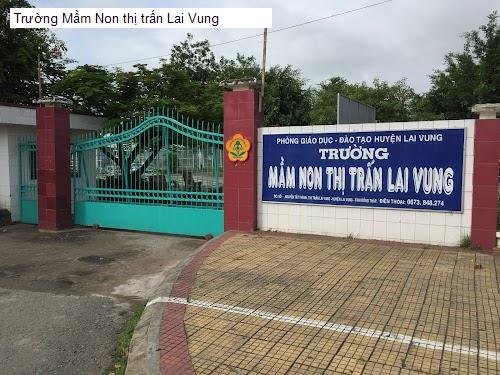 Trường Mầm Non thị trấn Lai Vung
PHÒNG GIÁO DỤC - ĐÀO TẠO HUYỆN LAI VUNG
TRƯỜNG
MẦM NON THỊ TRẤN LAI VUNG
ĐIỆN THOẠI: 0673. 848.274